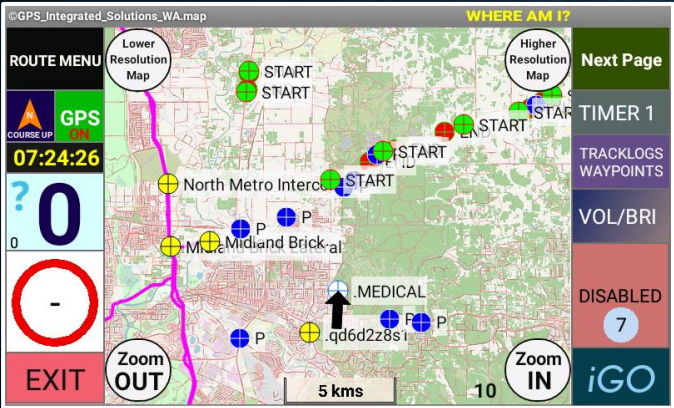 ©GPS_Integrated_Solutions_WA.map
WHERE AM I?
ROUTE MENU
Lower
Resolution
Map
Higher
Resolution
Map
Next Page
START
START
COURSE UP
GPS
ON
07:24:26
START
START
START
TIMER 1
TRACKLOGS
WAYPOINTS
North Metro Interc
?
0
0
P
P
Midland Brick
VOL/BRI
.MEDICAL
-
P
P
P
.qd6d2z8s1
DISABLED
7
EXIT
Zoom
OUT
5 kms
10
Zoom
IN
iGO